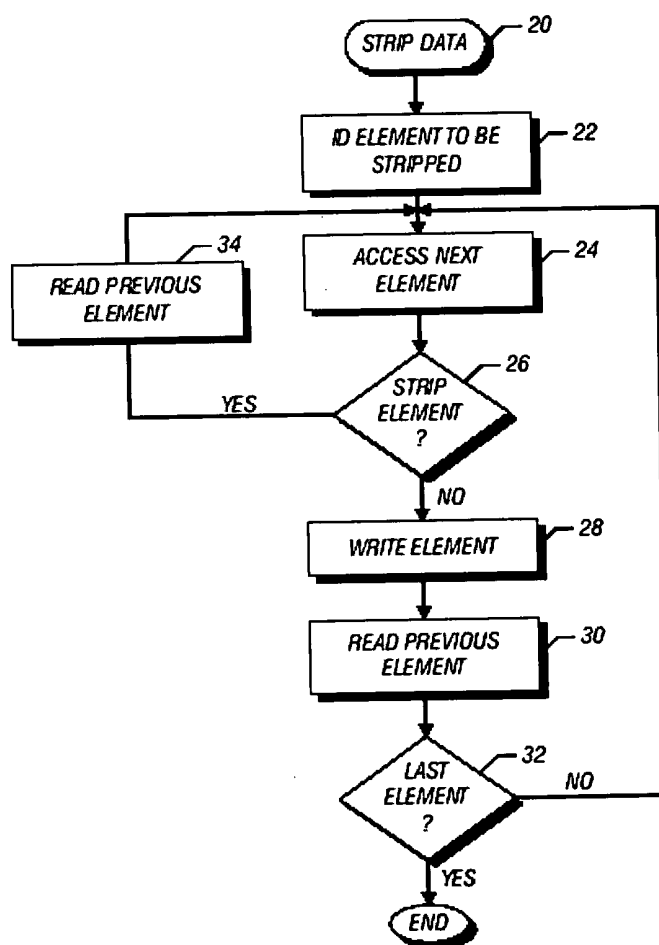 STRIP DATA
20
ID ELEMENT TO BE
STRIPPED
22
34
READ PREVIOUS
ELEMENT
ACCESS NEXT
ELEMENT
24
26
STRIP
ELEMENT
?
YES
NO
WRITE ELEMENT
28
READ PREVIOUS
ELEMENT
30
32
LAST
ELEMENT
?
NO
YES
END